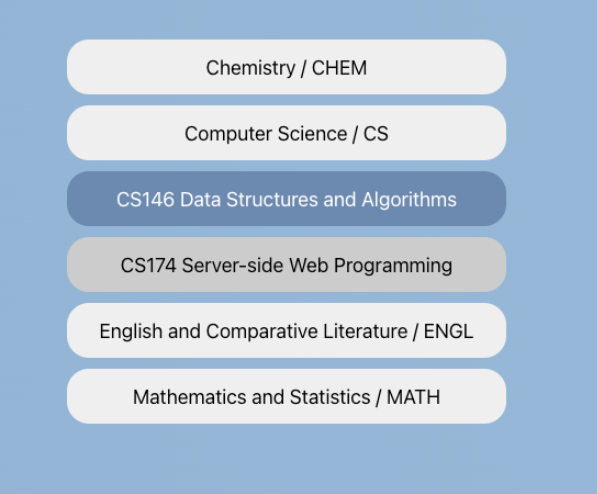 Chemistry / CHEM
Computer Science / CS
CS146 Data Structures and Algorithms
CS174 Server-side Web Programming
English and Comparative Literature / ENGL
Mathematics and Statistics / MATH